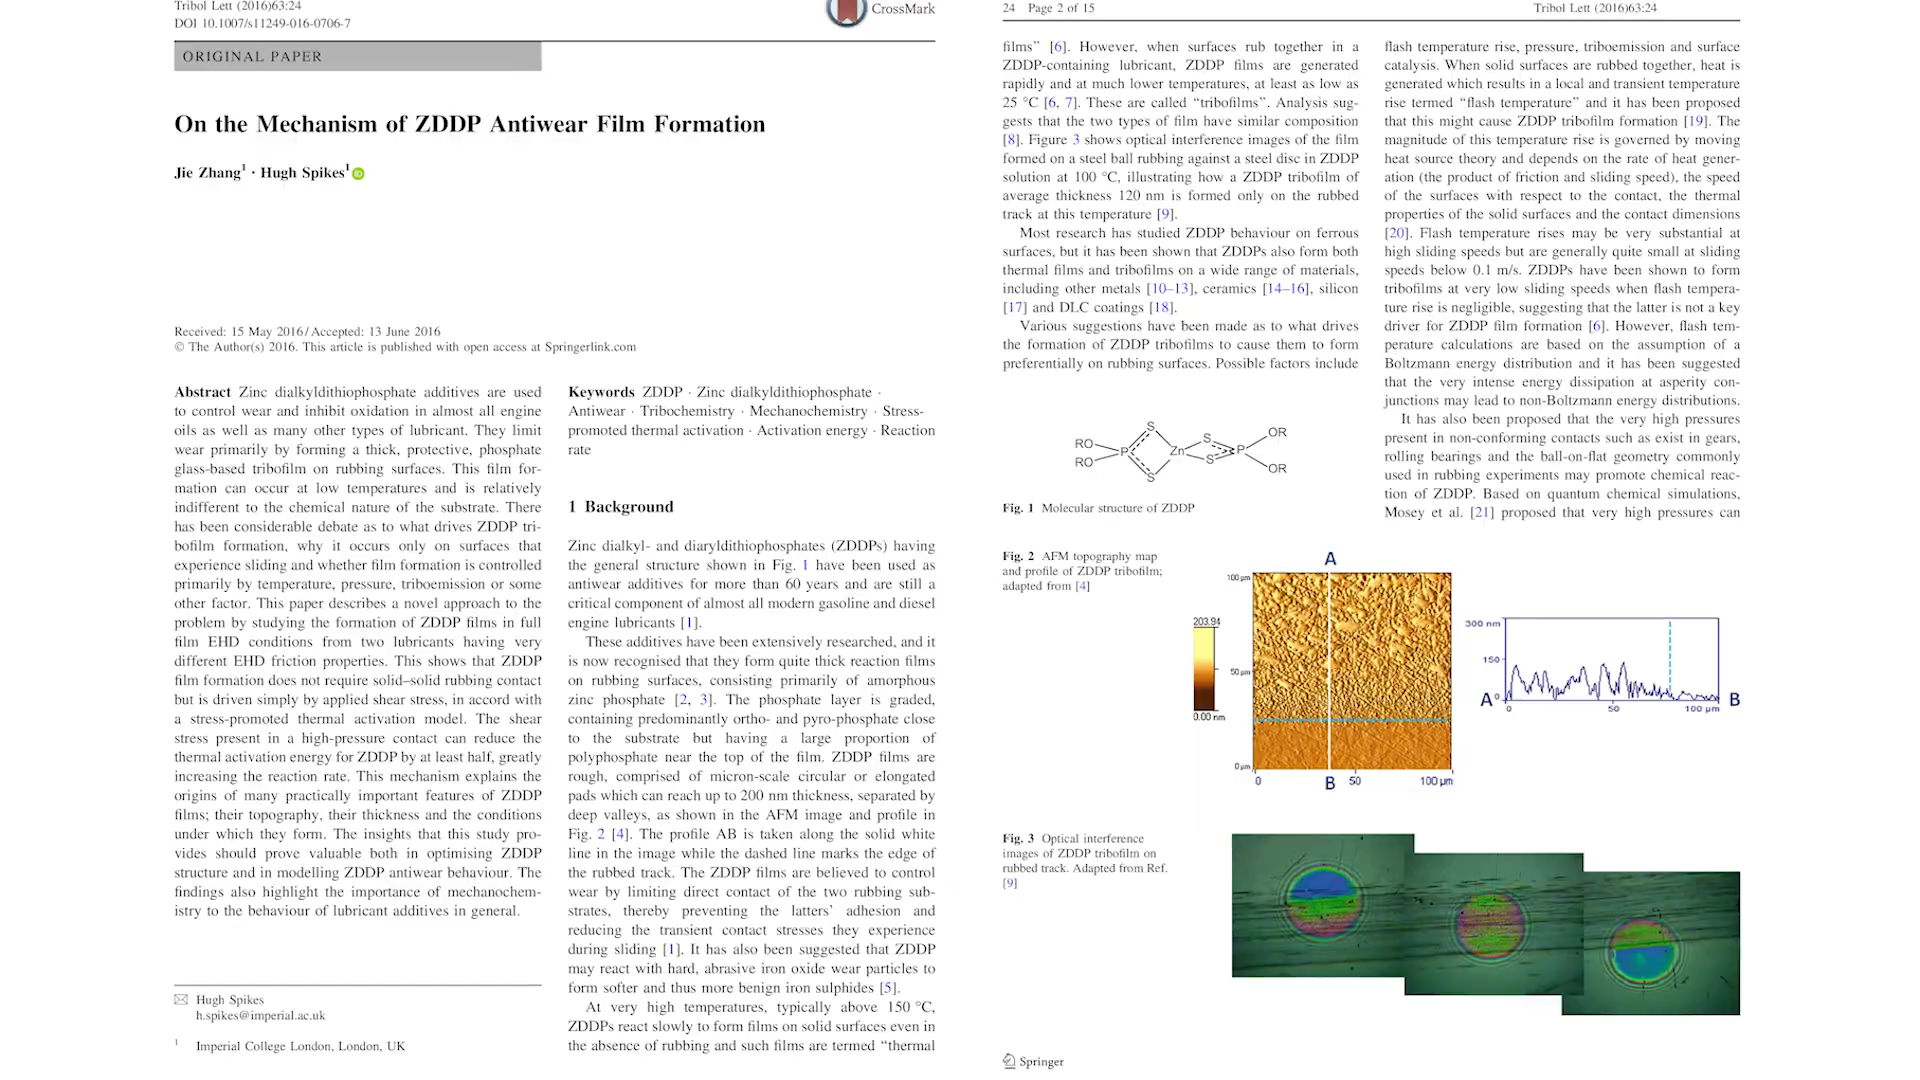 Tribol Lett (2016)63:24
DOI 10.1007/s11249-016-0706-7
CrossMark
ORIGINAL PAPER
On the Mechanism of ZDDP Antiwear Film Formation
Jie Zhang1 · Hugh Spikes1
Received: 15 May 2016 / Accepted: 13 June 2016
© The Author(s) 2016. This article is published with open access at Springerlink.com
Abstract Zinc dialkyldithiophosphate additives are used
to control wear and inhibit oxidation in almost all engine
oils as well as many other types of lubricant. They limit
wear primarily by forming a thick, protective, phosphate
glass-based tribofilm on rubbing surfaces. This film for-
mation can occur at low temperatures and is relatively
indifferent to the chemical nature of the substrate. There
has been considerable debate as to what drives ZDDP tri-
bofilm formation, why it occurs only on surfaces that
experience sliding and whether film formation is controlled
primarily by temperature, pressure, triboemission or some
other factor. This paper describes a novel approach to the
problem by studying the formation of ZDDP films in full
film EHD conditions from two lubricants having very
different EHD friction properties. This shows that ZDDP
film formation does not require solid–solid rubbing contact
but is driven simply by applied shear stress, in accord with
a stress-promoted thermal activation model. The shear
stress present in a high-pressure contact can reduce the
thermal activation energy for ZDDP by at least half, greatly
increasing the reaction rate. This mechanism explains the
origins of many practically important features of ZDDP
films; their topography, their thickness and the conditions
under which they form. The insights that this study pro-
vides should prove valuable both in optimising ZDDP
structure and in modelling ZDDP antiwear behaviour. The
findings also highlight the importance of mechanochem-
istry to the behaviour of lubricant additives in general.
Hugh Spikes
h.spikes@imperial.ac.uk
1 Imperial College London, London, UK
Keywords ZDDP · Zinc dialkyldithiophosphate ·
Antiwear · Tribochemistry · Mechanochemistry · Stress-
promoted thermal activation · Activation energy · Reaction
rate
1 Background
Zinc dialkyl- and diaryldithiophosphates (ZDDPs) having
the general structure shown in Fig. 1 have been used as
antiwear additives for more than 60 years and are still a
critical component of almost all modern gasoline and diesel
engine lubricants [1].
These additives have been extensively researched, and it
is now recognised that they form quite thick reaction films
on rubbing surfaces, consisting primarily of amorphous
zinc phosphate [2, 3]. The phosphate layer is graded,
containing predominantly ortho- and pyro-phosphate close
to the substrate but having a large proportion of
polyphosphate near the top of the film. ZDDP films are
rough, comprised of micron-scale circular or elongated
pads which can reach up to 200 nm thickness, separated by
deep valleys, as shown in the AFM image and profile in
Fig. 2 [4]. The profile AB is taken along the solid white
line in the image while the dashed line marks the edge of
the rubbed track. The ZDDP films are believed to control
wear by limiting direct contact of the two rubbing sub-
strates, thereby preventing the latters’ adhesion and
reducing the transient contact stresses they experience
during sliding [1]. It has also been suggested that ZDDP
may react with hard, abrasive iron oxide wear particles to
form softer and thus more benign iron sulphides [5].
At very high temperatures, typically above 150 °C,
ZDDPs react slowly to form films on solid surfaces even in
the absence of rubbing and such films are termed “thermal
24 Page 2 of 15
Tribol Lett (2016)63:24
films” [6]. However, when surfaces rub together in a
ZDDP-containing lubricant, ZDDP films are generated
rapidly and at much lower temperatures, at least as low as
25 °C [6, 7]. These are called “tribofilms”. Analysis sug-
gests that the two types of film have similar composition
[8]. Figure 3 shows optical interference images of the film
formed on a steel ball rubbing against a steel disc in ZDDP
solution at 100 °C, illustrating how a ZDDP tribofilm of
average thickness 120 nm is formed only on the rubbed
track at this temperature [9].
Most research has studied ZDDP behaviour on ferrous
surfaces, but it has been shown that ZDDPs also form both
thermal films and tribofilms on a wide range of materials,
including other metals [10–13], ceramics [14–16], silicon
[17] and DLC coatings [18].
Various suggestions have been made as to what drives
the formation of ZDDP tribofilms to cause them to form
preferentially on rubbing surfaces. Possible factors include
RO RO P S S Zn S S P OR OR
Fig. 1 Molecular structure of ZDDP
flash temperature rise, pressure, triboemission and surface
catalysis. When solid surfaces are rubbed together, heat is
generated which results in a local and transient temperature
rise termed “flash temperature” and it has been proposed
that this might cause ZDDP tribofilm formation [19]. The
magnitude of this temperature rise is governed by moving
heat source theory and depends on the rate of heat gener-
ation (the product of friction and sliding speed), the speed
of the surfaces with respect to the contact, the thermal
properties of the solid surfaces and the contact dimensions
[20]. Flash temperature rises may be very substantial at
high sliding speeds but are generally quite small at sliding
speeds below 0.1 m/s. ZDDPs have been shown to form
tribofilms at very low sliding speeds when flash tempera-
ture rise is negligible, suggesting that the latter is not a key
driver for ZDDP film formation [6]. However, flash tem-
perature calculations are based on the assumption of a
Boltzmann energy distribution and it has been suggested
that the very intense energy dissipation at asperity con-
junctions may lead to non-Boltzmann energy distributions.
It has also been proposed that the very high pressures
present in non-conforming contacts such as exist in gears,
rolling bearings and the ball-on-flat geometry commonly
used in rubbing experiments may promote chemical reac-
tion of ZDDP. Based on quantum chemical simulations,
Mosey et al. [21] proposed that very high pressures can
Fig. 2 AFM topography map
and profile of ZDDP tribofilm;
adapted from [4]
203.94
0.00 nm
A
100 µm
50 µm
0 µm
0 B 50 100 µm
300 nm
150
A 0 B
0 50 100 µm
Fig. 3 Optical interference
images of ZDDP tribofilm on
rubbed track. Adapted from Ref.
[9]
Springer